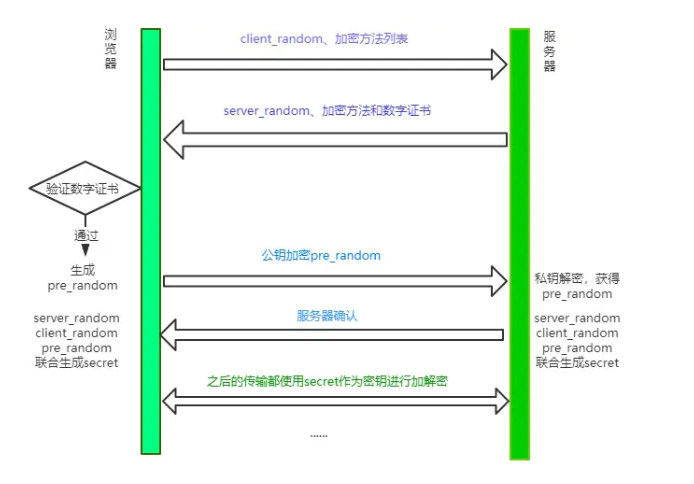 浏览器
服务器
client_random、加密方法列表
server_random、加密方法和数字证书
验证数字证书
通过
生成
pre_random
公钥加密pre_random
私钥解密，获得
pre_random
server_random
client_random
pre_random
联合生成secret
服务器确认
server_random
client_random
pre_random
联合生成secret
之后的传输都使用secret作为密钥进行加解密
......